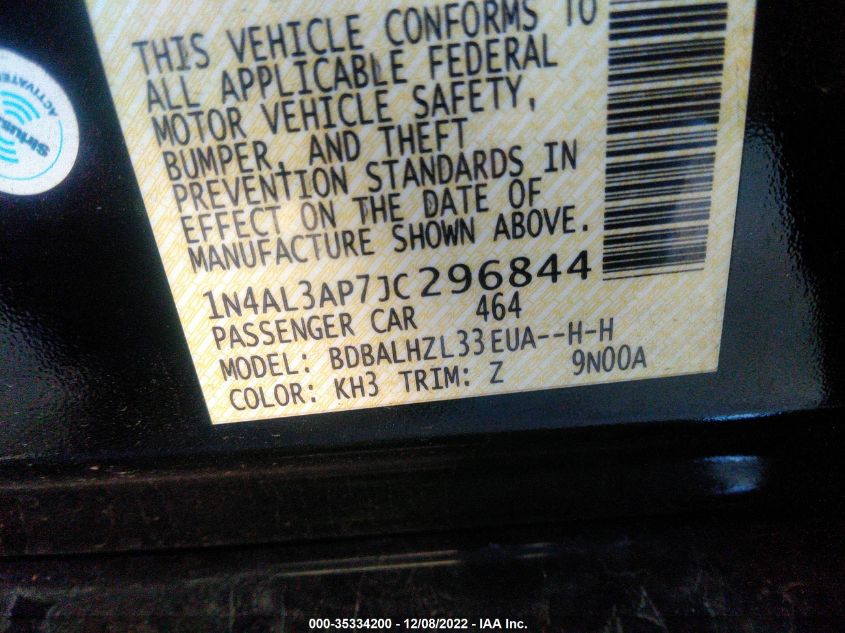 THIS VEHICLE CONFORMS TO
ALL APPLICABLE FEDERAL
MOTOR VEHICLE SAFETY,
BUMPER, AND THEFT
PREVENTION STANDARDS IN
EFFECT ON THE DATE OF
MANUFACTURE SHOWN ABOVE.
1N4AL3AP7JC296844
PASSENGER CAR 464
MODEL: BDBALHZL33EUA--H-H
COLOR: KH3 TRIM: Z 9N00A
ACTIVATED
SiriusX
000-35334200 - 12/08/2022 - IAA Inc.